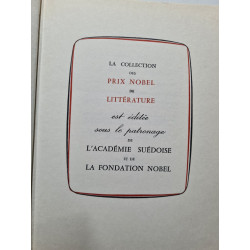 LA COLLECTION
DES
PRIX NOBEL
DE
LITTÉRATURE
est éditée
sous le patronage
DE
L'ACADÉMIE SUÉDOISE
ET DE
LA FONDATION NOBEL